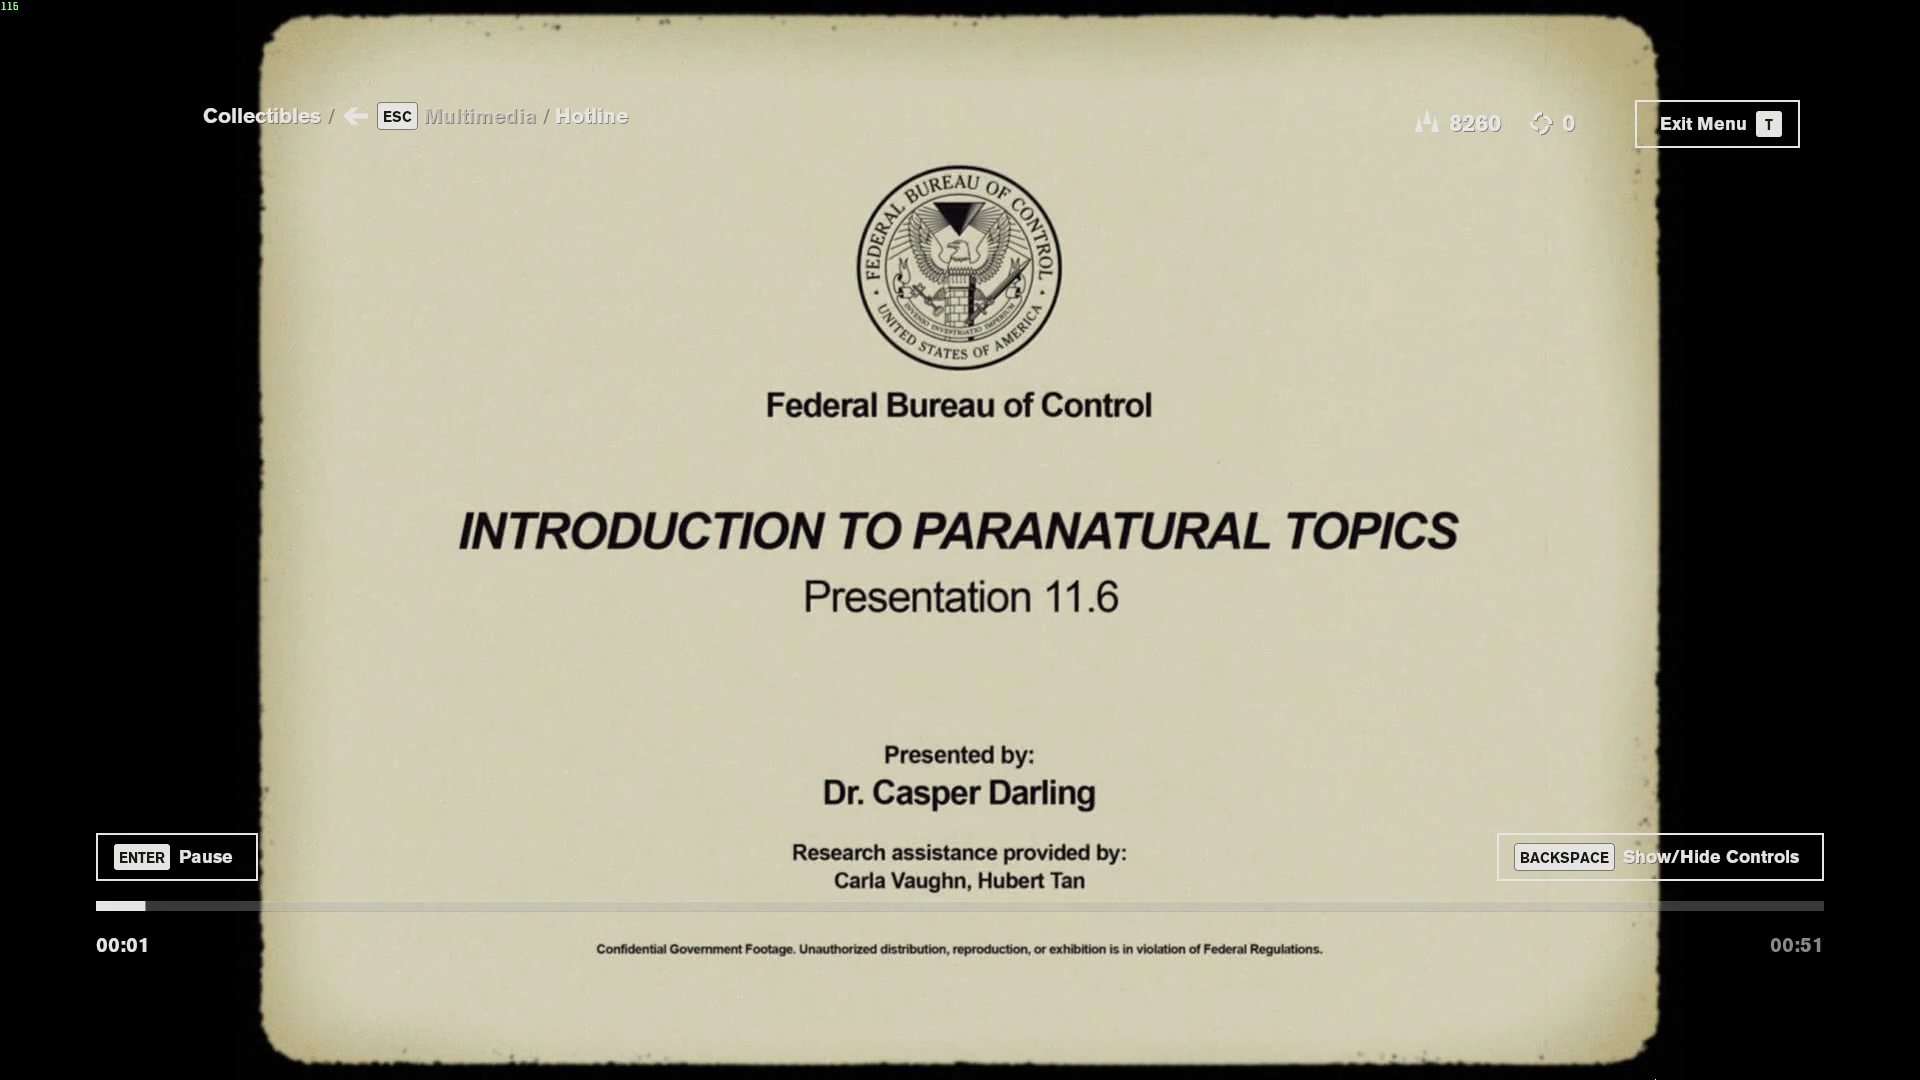 116
Collectibles / ESC Multimedia / Hotline
8260 0
Exit Menu T
FEDERAL BUREAU OF CONTROL
INVENIO INVESTIGATIO IMPERIUM
UNITED STATES OF AMERICA
Federal Bureau of Control
INTRODUCTION TO PARANATURAL TOPICS
Presentation 11.6
Presented by:
Dr. Casper Darling
ENTER Pause
BACKSPACE Show/Hide Controls
Research assistance provided by:
Carla Vaughn, Hubert Tan
00:01
00:51
Confidential Government Footage. Unauthorized distribution, reproduction, or exhibition is in violation of Federal Regulations.